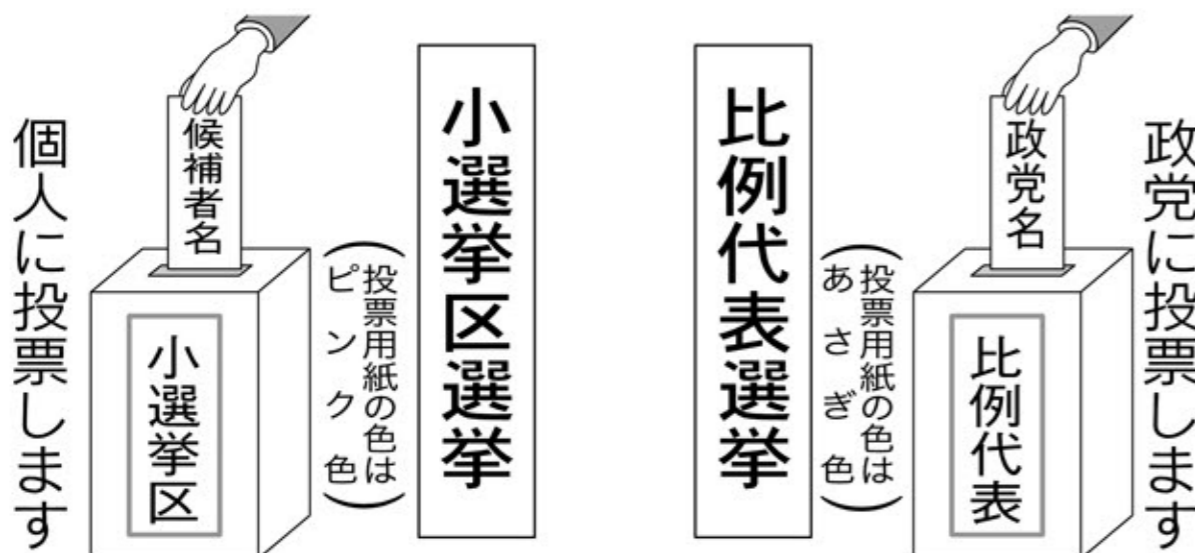 政党に投票します
政党名
比例代表
（投票用紙の色は
あさぎ色）
比例代表選挙
小選挙区選挙
（投票用紙の色は
ピンク色）
候補者名
小選挙区
個人に投票します